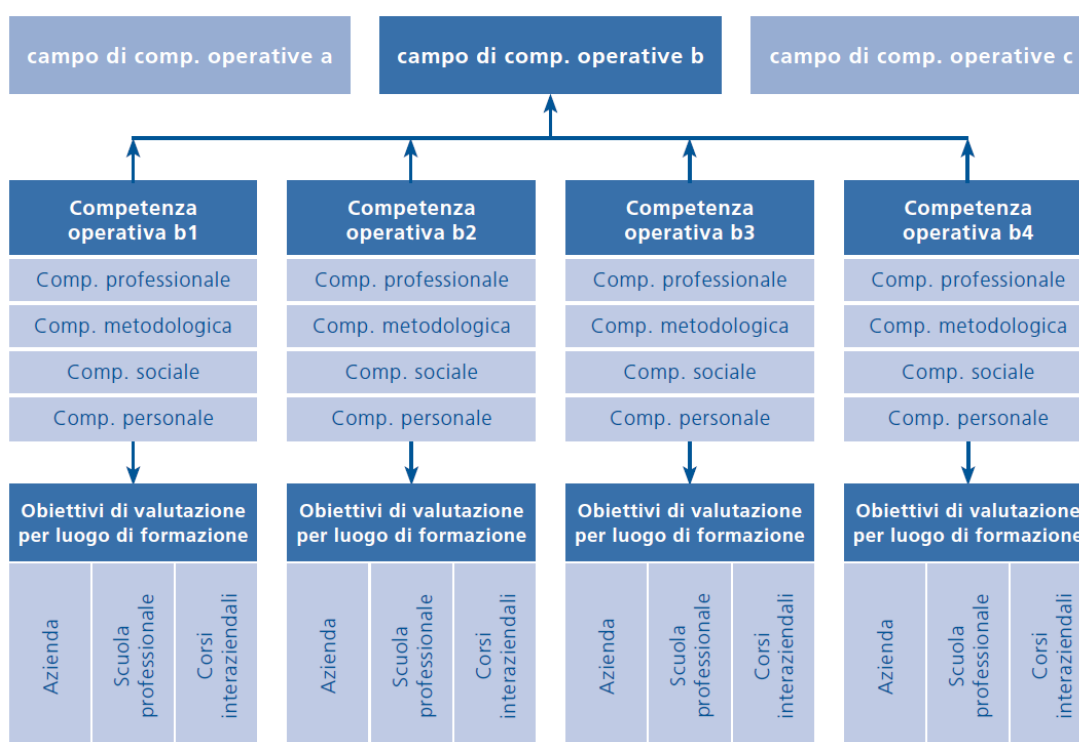 campo di comp. operative a
campo di comp. operative b
campo di comp. operative c
Competenza
operativa b1
Comp. professionale
Comp. metodologica
Comp. sociale
Comp. personale
Obiettivi di valutazione
per luogo di formazione
Azienda
Scuola
professionale
Corsi
interaziendali
Competenza
operativa b2
Comp. professionale
Comp. metodologica
Comp. sociale
Comp. personale
Obiettivi di valutazione
per luogo di formazione
Azienda
Scuola
professionale
Corsi
interaziendali
Competenza
operativa b3
Comp. professionale
Comp. metodologica
Comp. sociale
Comp. personale
Obiettivi di valutazione
per luogo di formazione
Azienda
Scuola
professionale
Corsi
interaziendali
Competenza
operativa b4
Comp. professionale
Comp. metodologica
Comp. sociale
Comp. personale
Obiettivi di valutazione
per luogo di formazione
Azienda
Scuola
professionale
Corsi
interaziendali